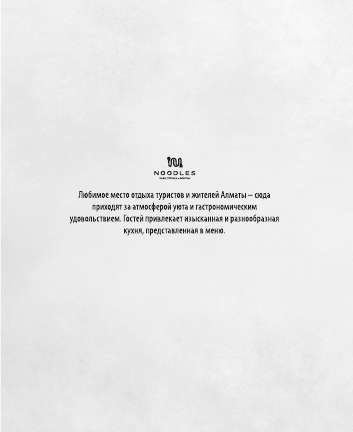 NOODLES
Любимое место отдыха туристов и жителей Алматы – сюда
приходят за атмосферой уюта и гастрономическим
удовольствием. Гостей привлекает изысканная и разнообразная
кухня, представленная в меню.